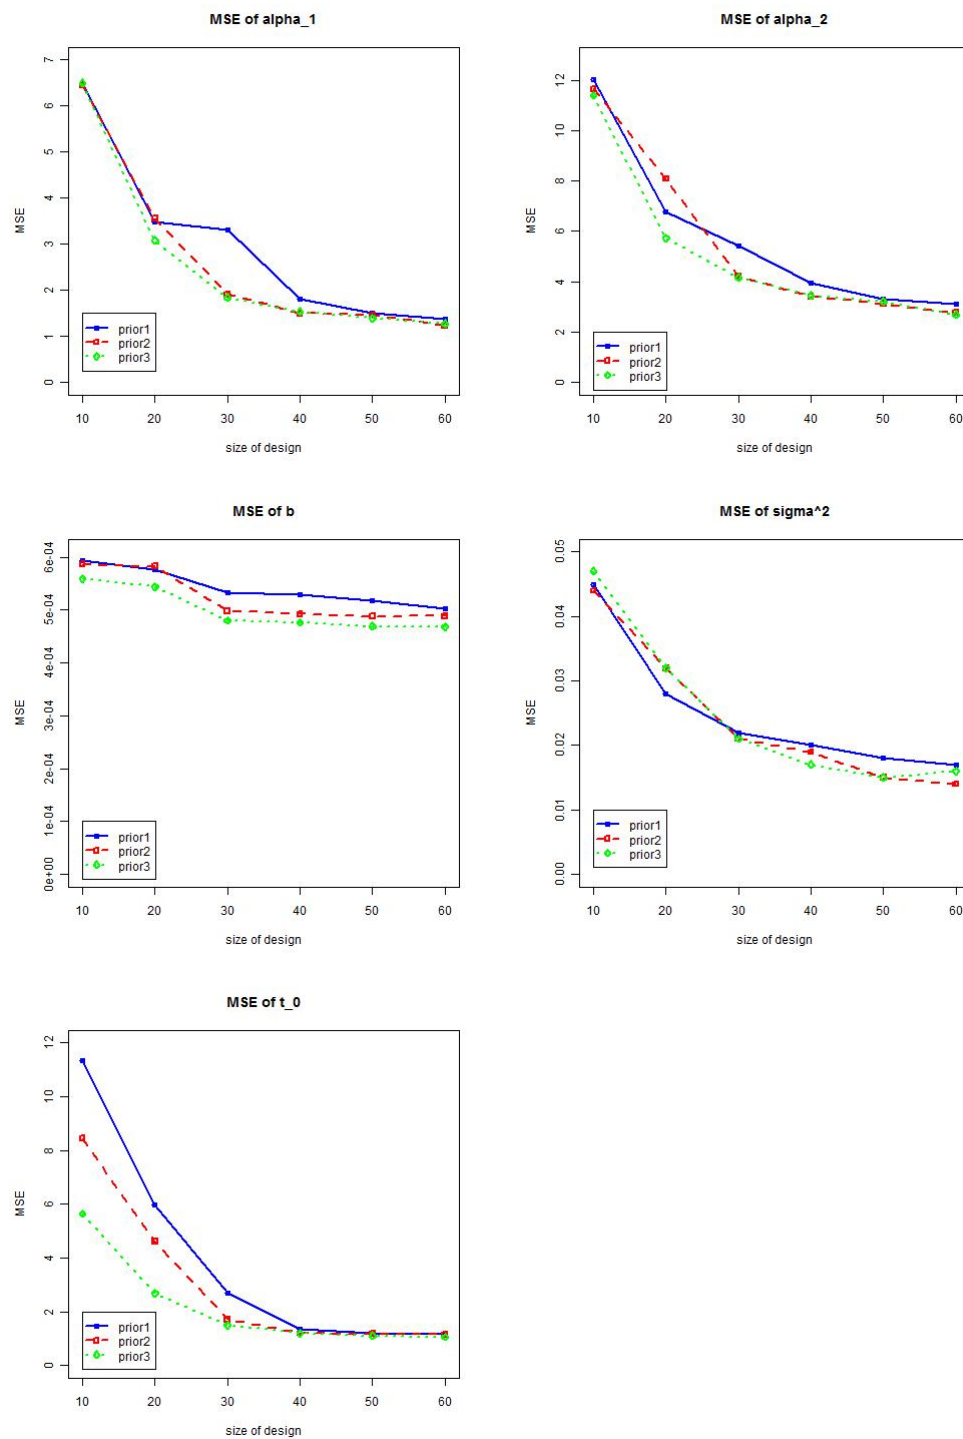 MSE of alpha_1
MSE
7
6
5
4
3
2
1
0
prior1
prior2
prior3
10 20 30 40 50 60
size of design
MSE of alpha_2
MSE
12
10
8
6
4
2
0
prior1
prior2
prior3
10 20 30 40 50 60
size of design
MSE of b
MSE
6e-04
5e-04
4e-04
3e-04
2e-04
1e-04
0e+00
prior1
prior2
prior3
10 20 30 40 50 60
size of design
MSE of sigma^2
MSE
0.05
0.04
0.03
0.02
0.01
0.00
prior1
prior2
prior3
10 20 30 40 50 60
size of design
MSE of t_0
MSE
12
10
8
6
4
2
0
prior1
prior2
prior3
10 20 30 40 50 60
size of design